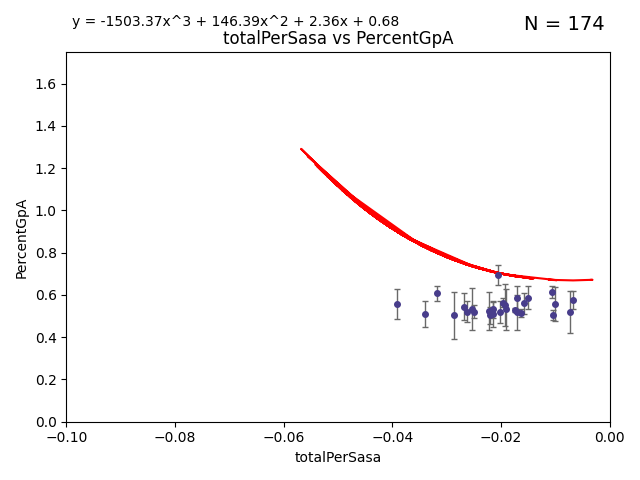 y = -1503.37x^3 + 146.39x^2 + 2.36x + 0.68
N = 174
totalPerSasa vs PercentGpA
1.6
1.4
1.2
1.0
0.8
0.6
0.4
0.2
0.0
PercentGpA
−0.10 −0.08 −0.06 −0.04 −0.02 0.00
totalPerSasa